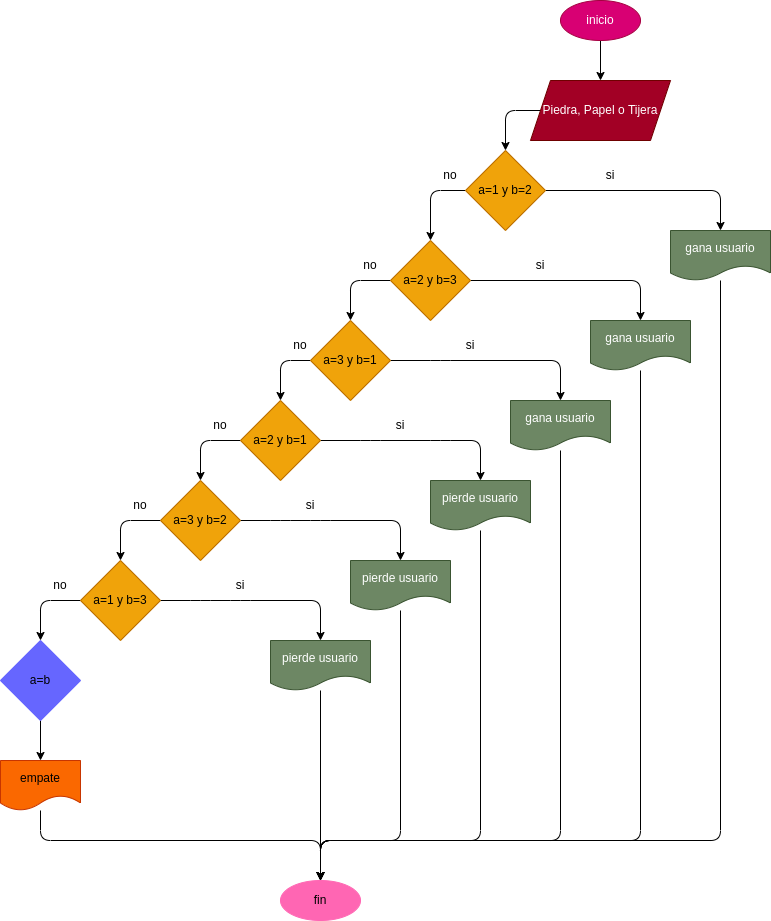 inicio
Piedra, Papel o Tijera
no
si
a=1 y b=2
gana usuario
no
si
a=2 y b=3
gana usuario
no
si
a=3 y b=1
gana usuario
no
si
a=2 y b=1
pierde usuario
no
si
a=3 y b=2
pierde usuario
no
si
a=1 y b=3
pierde usuario
a=b
empate
fin